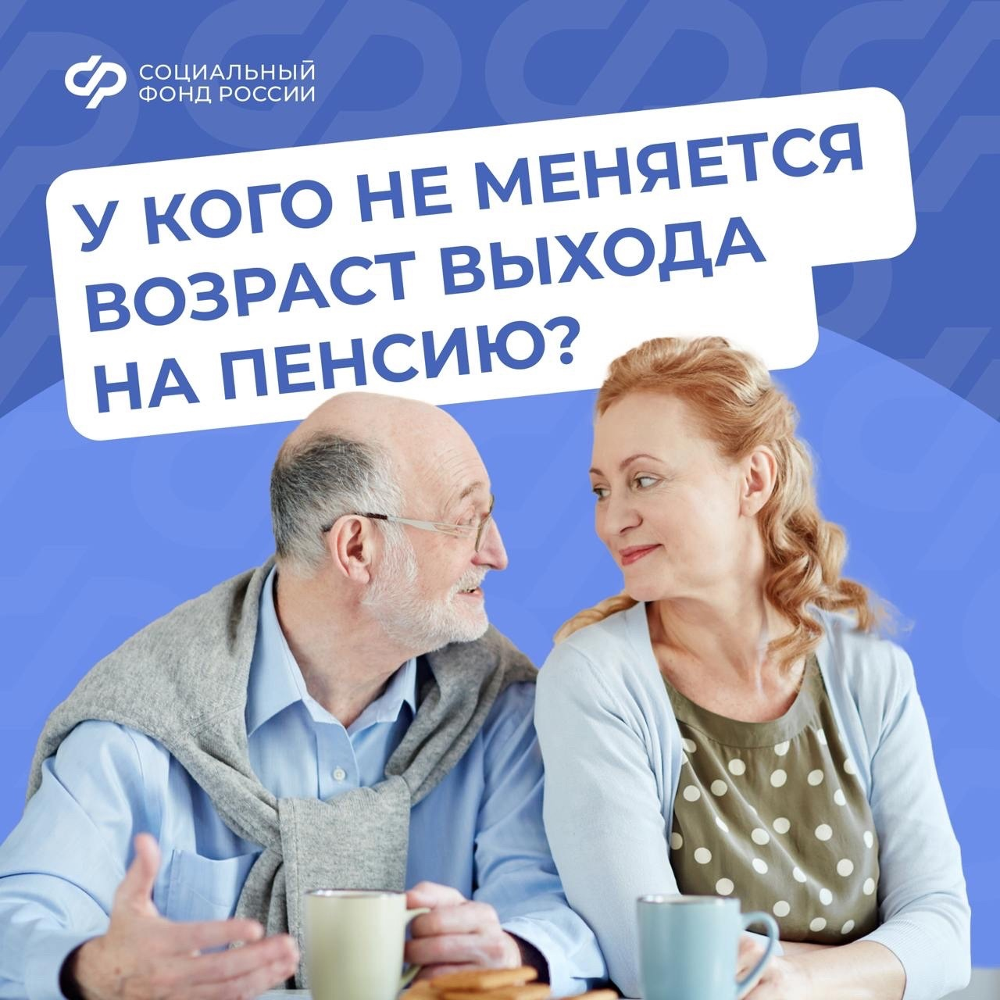 СОЦИАЛЬНЫЙ
ФОНД РОССИИ
У КОГО НЕ МЕНЯЕТСЯ
ВОЗРАСТ ВЫХОДА
НА ПЕНСИЮ?